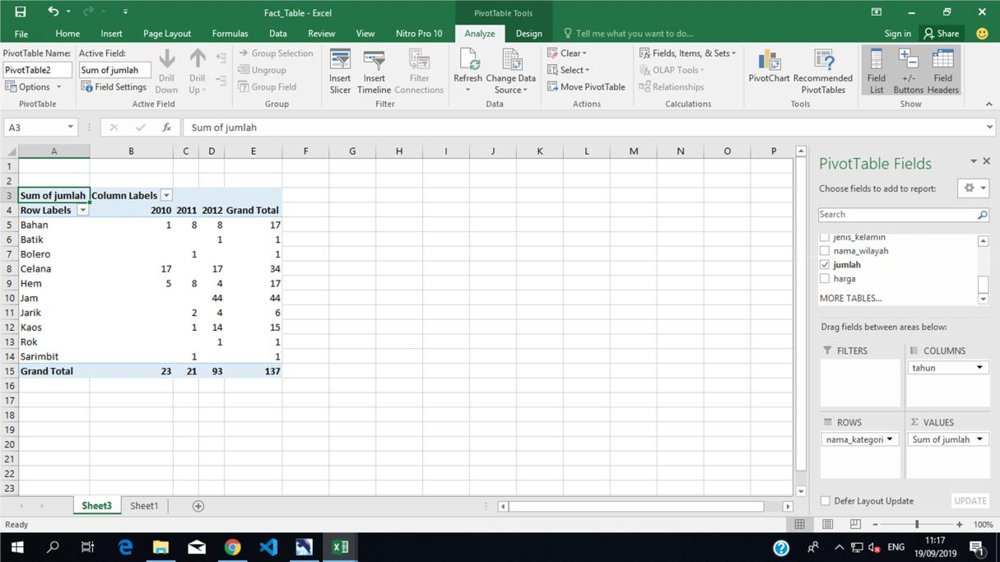 Fact_Table - Excel
PivotTable Tools
File Home Insert Page Layout Formulas Data Review View Nitro Pro 10 Analyze Design Tell me what you want to do... Sign in Share
PivotTable Name:
PivotTable2
Options
PivotTable
Active Field:
Sum of jumlah
Field Settings
Drill Down
Drill Up
Active Field
Group Selection
Ungroup
Group Field
Group
Insert Slicer
Insert Timeline
Filter Connections
Filter
Refresh
Change Data Source
Data
Clear
Select
Move PivotTable
Actions
Fields, Items, & Sets
OLAP Tools
Relationships
Calculations
PivotChart
Recommended PivotTables
Tools
Field List
+/- Buttons
Field Headers
Show
A3 fx Sum of jumlah
A B C D E F G H I J K L M N O P
1
2
3 Sum of jumlah Column Labels
4 Row Labels 2010 2011 2012 Grand Total
5 Bahan 1 8 8 17
6 Batik 1 1
7 Bolero 1 1
8 Celana 17 17 34
9 Hem 5 8 4 17
10 Jam 44 44
11 Jarik 2 4 6
12 Kaos 1 14 15
13 Rok 1 1
14 Sarimbit 1 1
15 Grand Total 23 21 93 137
16
17
18
19
20
21
22
23
PivotTable Fields
Choose fields to add to report:
Search
jenis_kelamin
nama_wilayah
jumlah
harga
MORE TABLES...
Drag fields between areas below:
FILTERS
COLUMNS
tahun
ROWS
nama_kategori
Σ VALUES
Sum of jumlah
Defer Layout Update UPDATE
Sheet3 Sheet1
Ready 100%
ENG
11:17
19/09/2019
1